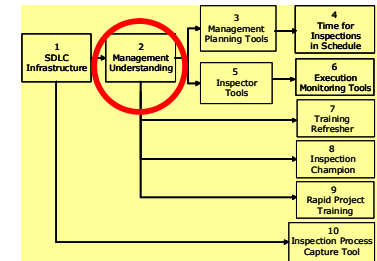 1
SDLC
Infrastructure
2
Management
Understanding
3
Management
Planning Tools
4
Time for
Inspections
in Schedule
5
Inspector
Tools
6
Execution
Monitoring Tools
7
Training
Refresher
8
Inspection
Champion
9
Rapid Project
Training
10
Inspection Process
Capture Tool